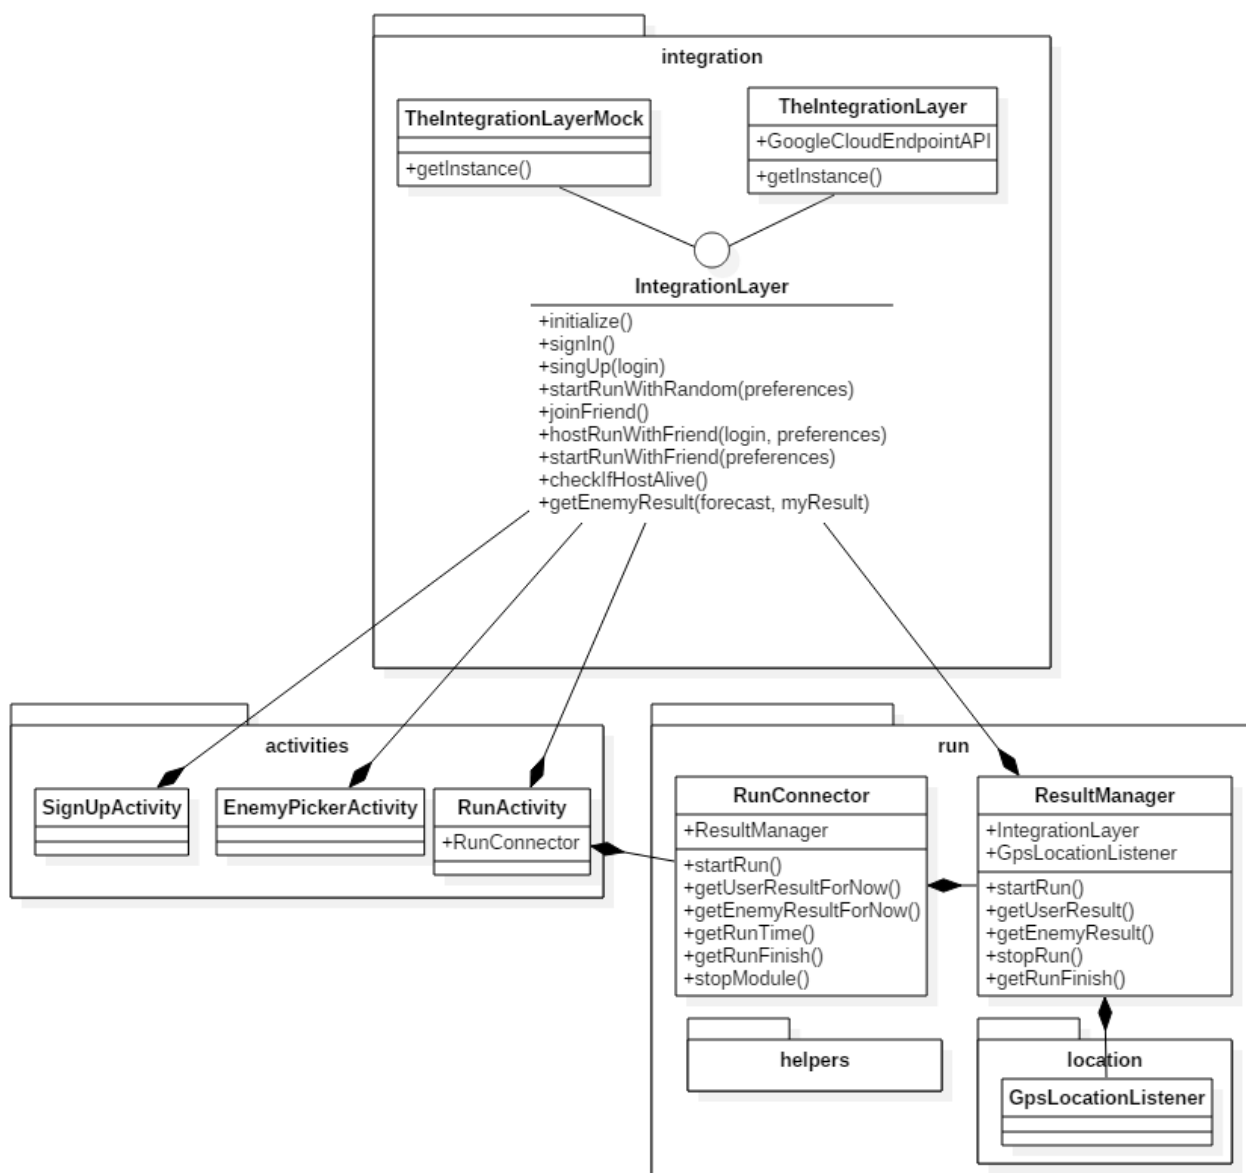 integration
TheIntegrationLayerMock
+getInstance()
TheIntegrationLayer
+GoogleCloudEndpointAPI
+getInstance()
IntegrationLayer
+initialize()
+signIn()
+singUp(login)
+startRunWithRandom(preferences)
+joinFriend()
+hostRunWithFriend(login, preferences)
+startRunWithFriend(preferences)
+checkIfHostAlive()
+getEnemyResult(forecast, myResult)
activities
SignUpActivity
EnemyPickerActivity
RunActivity
+RunConnector
run
RunConnector
+ResultManager
+startRun()
+getUserResultForNow()
+getEnemyResultForNow()
+getRunTime()
+getRunFinish()
+stopModule()
ResultManager
+IntegrationLayer
+GpsLocationListener
+startRun()
+getUserResult()
+getEnemyResult()
+stopRun()
+getRunFinish()
helpers
location
GpsLocationListener